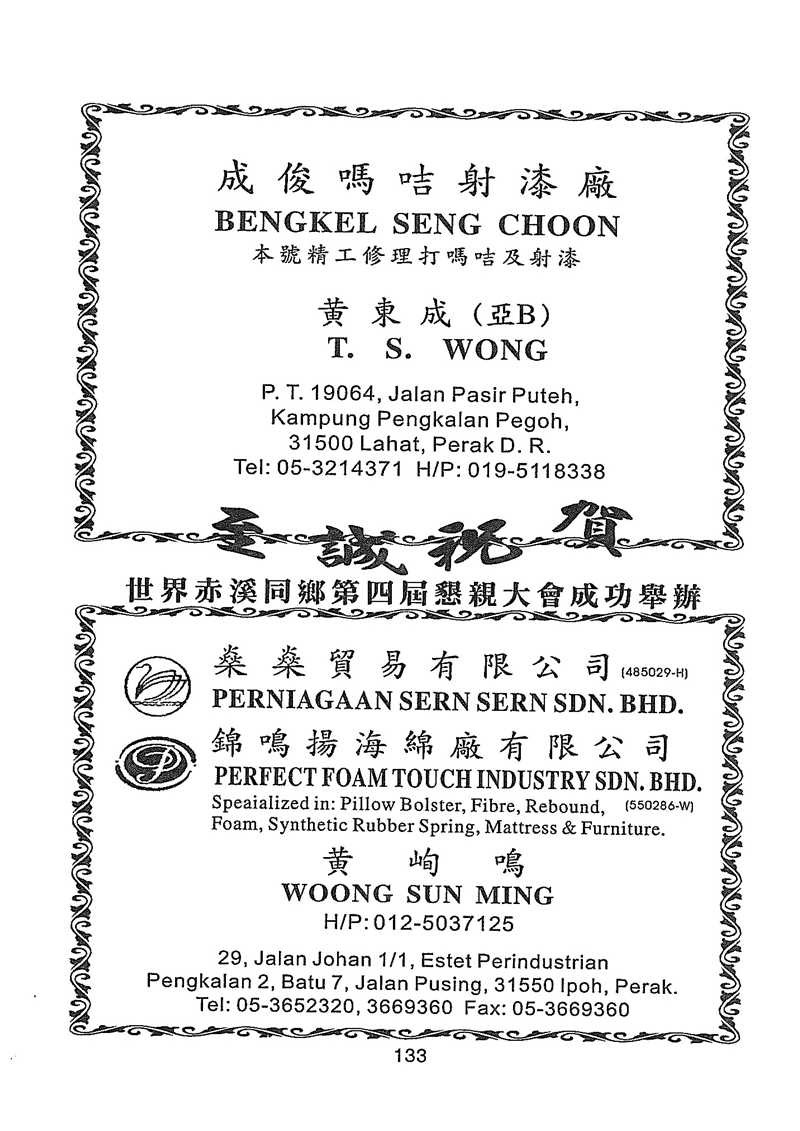 成俊嗎咭射漆廠
BENGKEL SENG CHOON
本號精工修理打嗎咭及射漆
黃東成(亞B)
T. S. WONG
P. T. 19064, Jalan Pasir Puteh,
Kampung Pengkalan Pegoh,
31500 Lahat, Perak D. R.
Tel: 05-3214371 H/P: 019-5118338
至誠祝賀
世界赤溪同鄉第四屆懇親大會成功舉辦
燊燊貿易有限公司 (485029-H)
PERNIAGAAN SERN SERN SDN. BHD.
錦鳴揚海綿廠有限公司
PERFECT FOAM TOUCH INDUSTRY SDN. BHD.
Speaialized in: Pillow Bolster, Fibre, Rebound, (550286-W)
Foam, Synthetic Rubber Spring, Mattress & Furniture.
黃峋鳴
WOONG SUN MING
H/P: 012-5037125
29, Jalan Johan 1/1, Estet Perindustrian
Pengkalan 2, Batu 7, Jalan Pusing, 31550 Ipoh, Perak.
Tel: 05-3652320, 3669360 Fax: 05-3669360
133